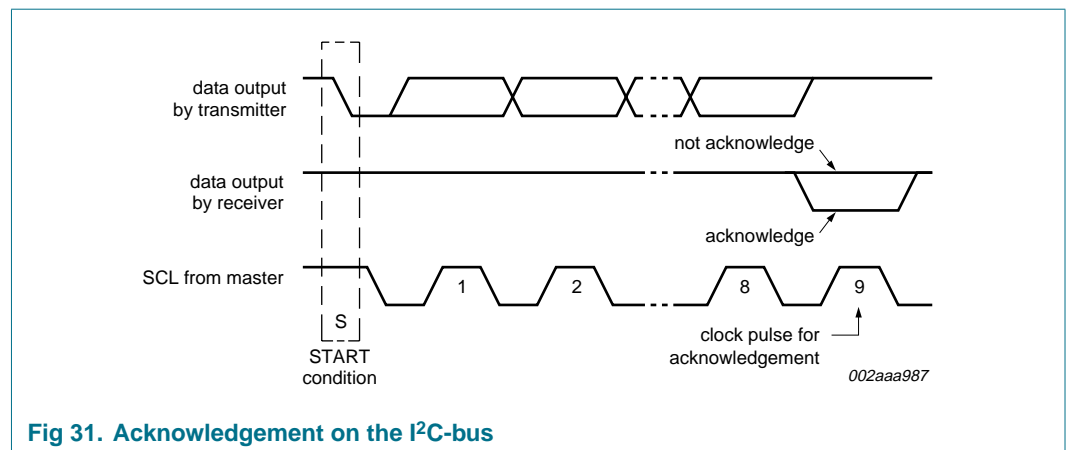 data output
by transmitter
not acknowledge
data output
by receiver
acknowledge
SCL from master
1
2
8
9
S
START
condition
clock pulse for
acknowledgement
002aaa987
Fig 31. Acknowledgement on the I²C-bus